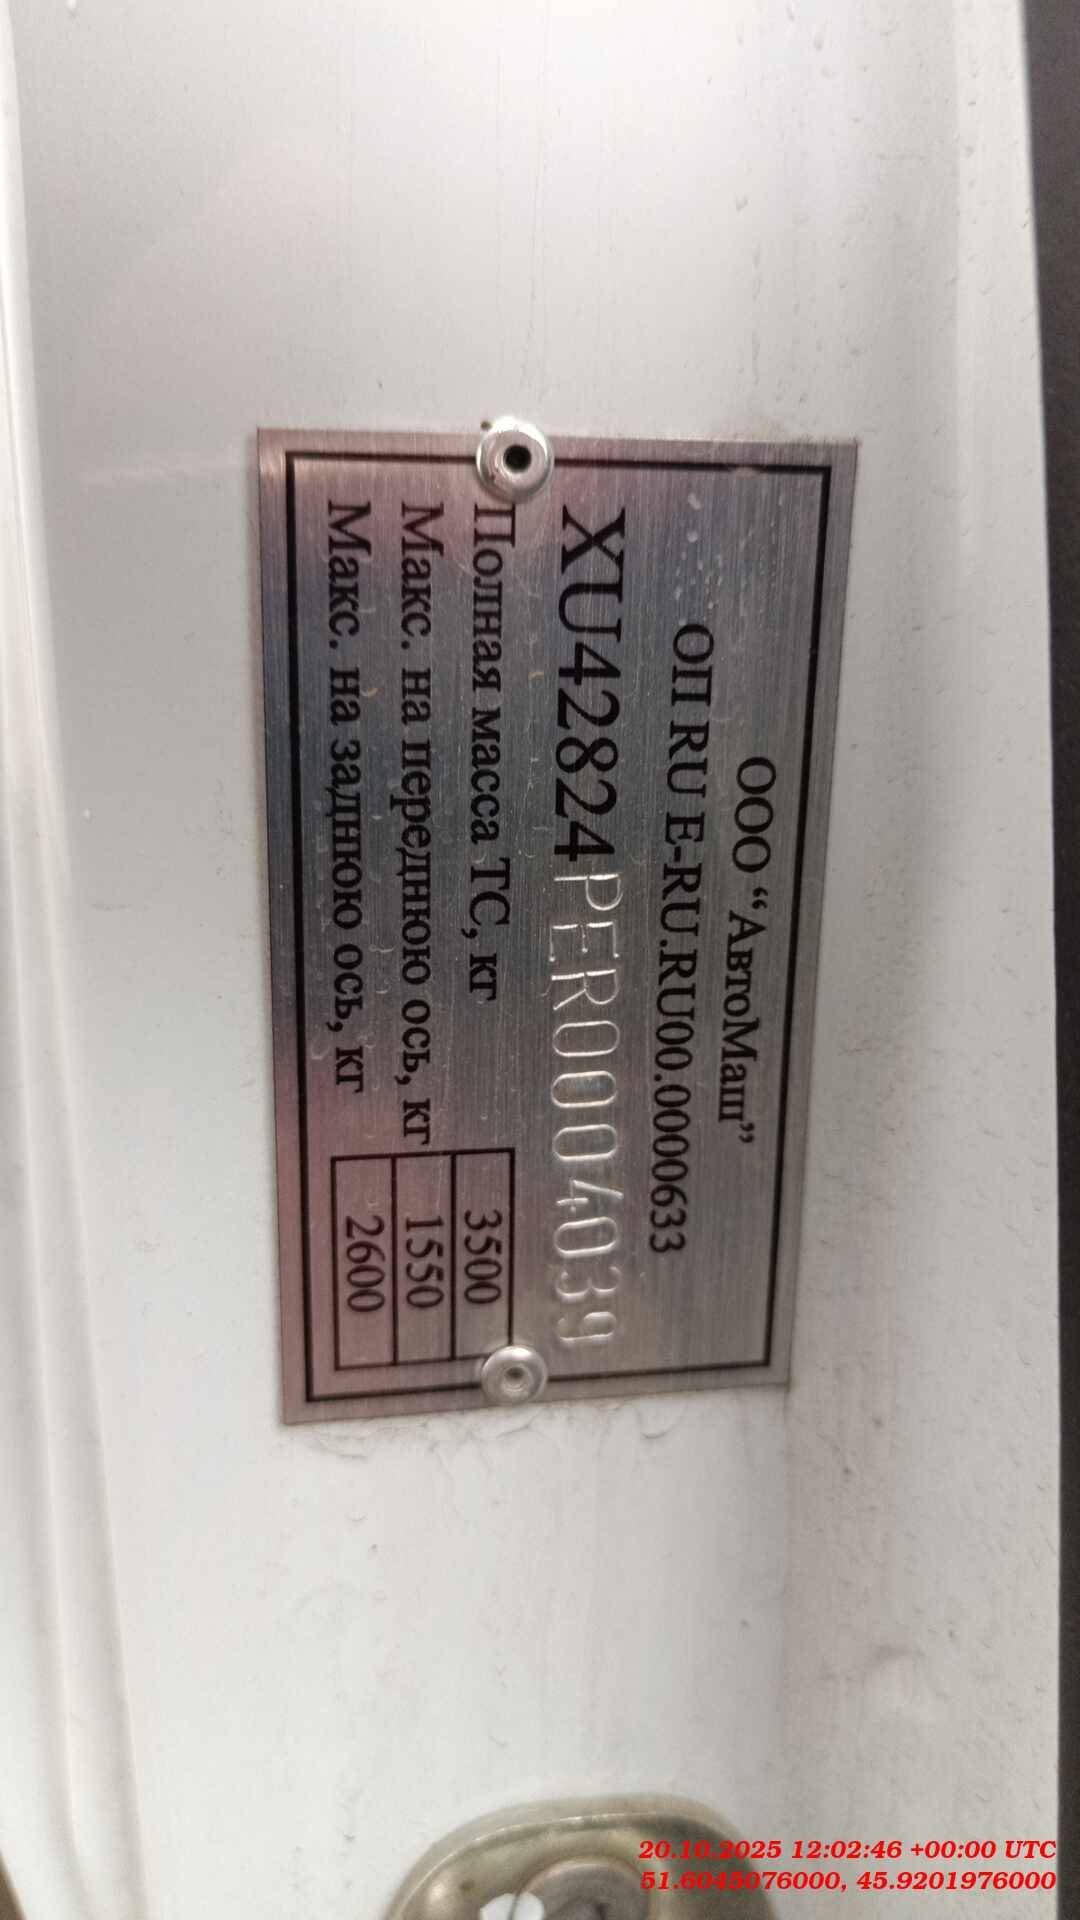 ООО “АвтоМаш”
ОП RU E-RU.RU00.0000633
XU42824PER0004039
Полная масса ТС, кг 3500
Макс. на переднюю ось, кг 1550
Макс. на заднюю ось, кг 2600
20.10.2025 12:02:46 +00:00 UTC
51.6045076000, 45.9201976000